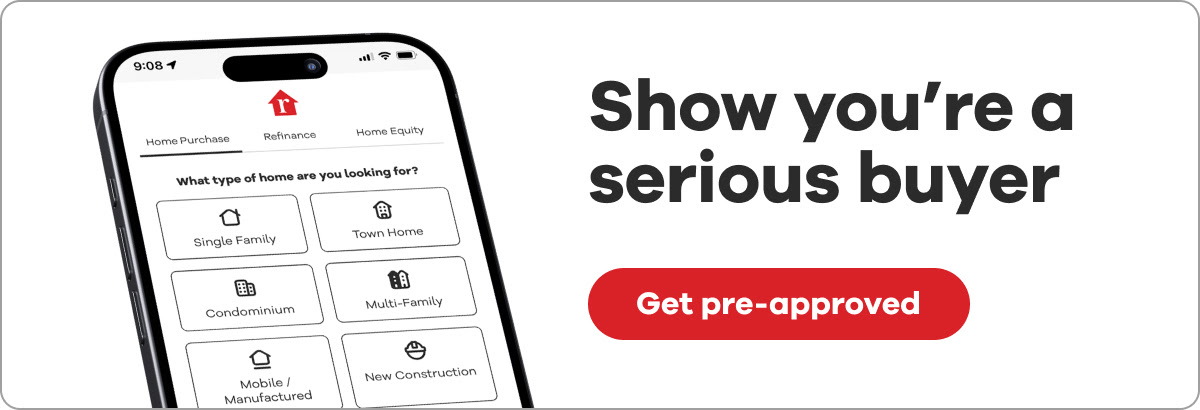 9:08
r
Home Purchase
Refinance
Home Equity
What type of home are you looking for?
Single Family
Town Home
Condominium
Multi-Family
Mobile /
Manufactured
New Construction
Show you’re a
serious buyer
Get pre-approved